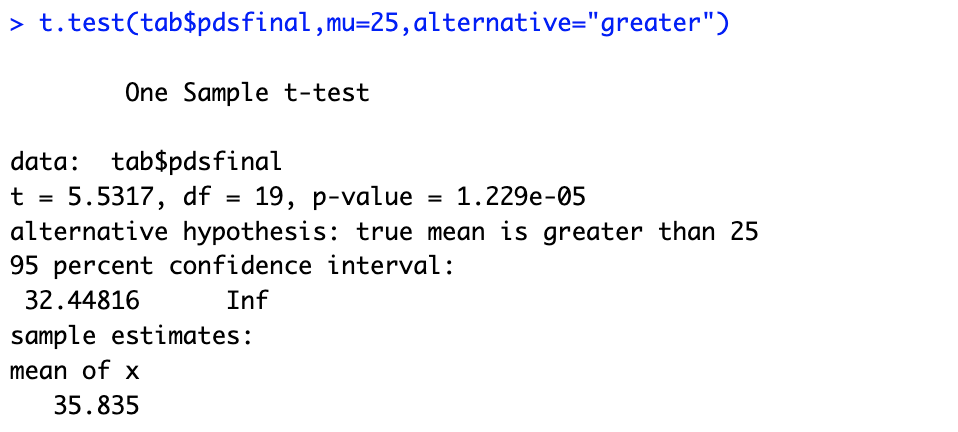 > t.test(tab$pdsfinal,mu=25,alternative="greater")
One Sample t-test
data:  tab$pdsfinal
t = 5.5317, df = 19, p-value = 1.229e-05
alternative hypothesis: true mean is greater than 25
95 percent confidence interval:
 32.44816      Inf
sample estimates:
mean of x
   35.835